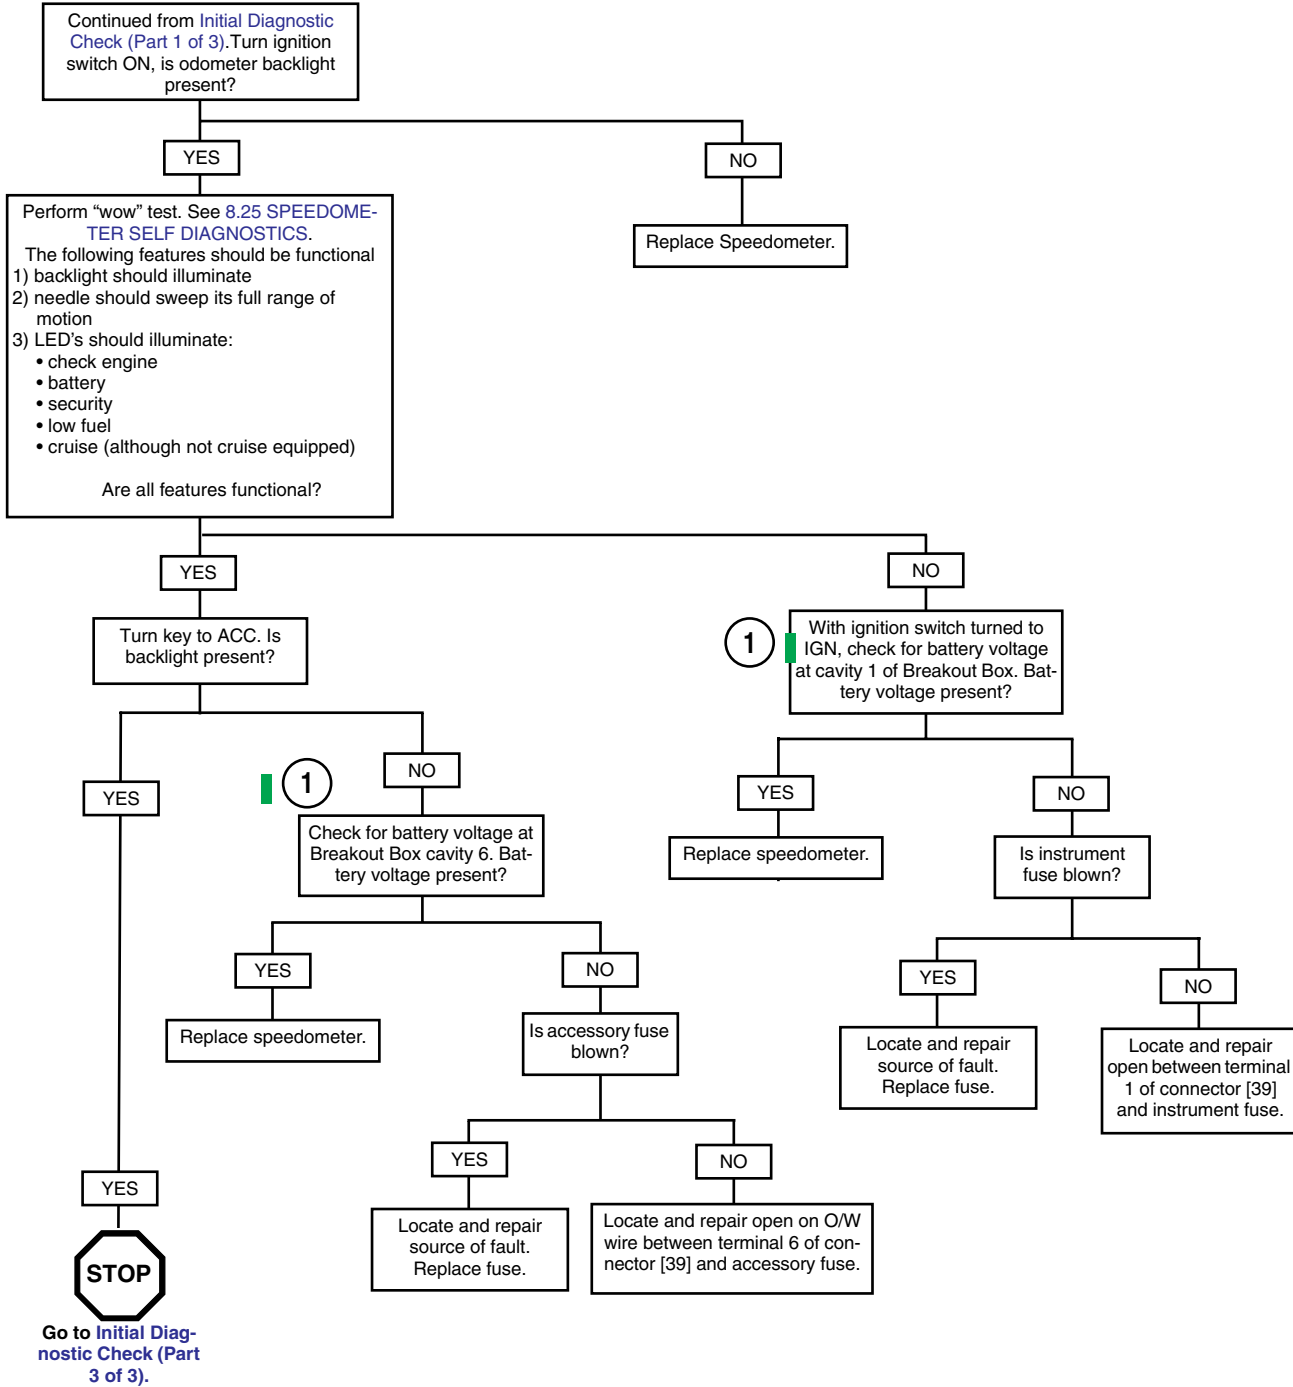 Continued from Initial Diagnostic
Check (Part 1 of 3).Turn ignition
switch ON, is odometer backlight
present?
YES
NO
Perform “wow” test. See 8.25 SPEEDOME-
TER SELF DIAGNOSTICS.
The following features should be functional
1) backlight should illuminate
2) needle should sweep its full range of
motion
3) LED’s should illuminate:
• check engine
• battery
• security
• low fuel
• cruise (although not cruise equipped)
Are all features functional?
Replace Speedometer.
YES
NO
Turn key to ACC. Is
backlight present?
1
With ignition switch turned to
IGN, check for battery voltage
at cavity 1 of Breakout Box. Bat-
tery voltage present?
YES
1
NO
YES
NO
Check for battery voltage at
Breakout Box cavity 6. Bat-
tery voltage present?
Replace speedometer.
Is instrument
fuse blown?
YES
NO
YES
NO
Replace speedometer.
Is accessory fuse
blown?
Locate and repair
source of fault.
Replace fuse.
Locate and repair
open between terminal
1 of connector [39]
and instrument fuse.
YES
YES
NO
Locate and repair
source of fault.
Replace fuse.
Locate and repair open on O/W
wire between terminal 6 of con-
nector [39] and accessory fuse.
STOP
Go to Initial Diag-
nostic Check (Part
3 of 3).